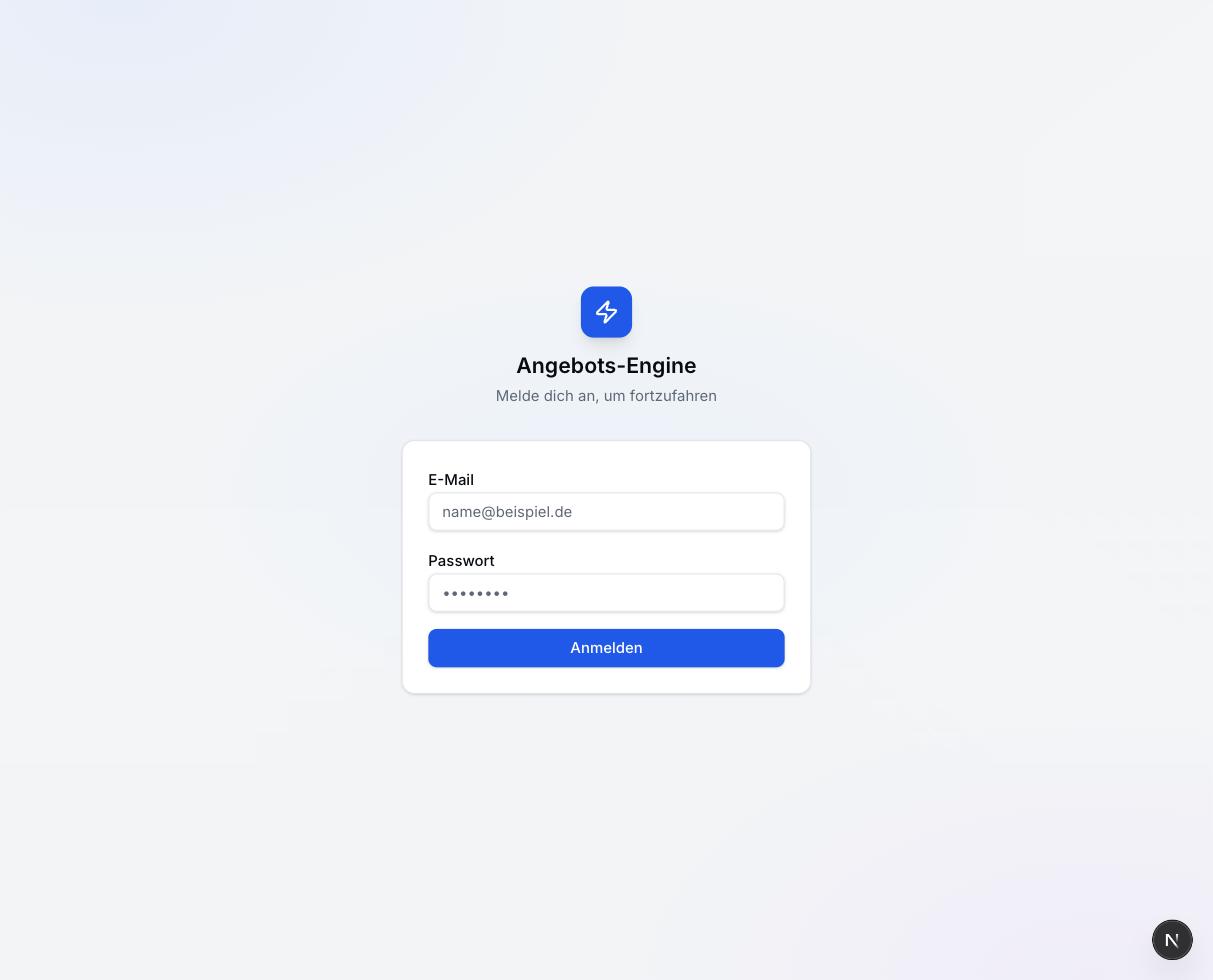 Angebots-Engine
Melde dich an, um fortzufahren
E-Mail
name@beispiel.de
Passwort
••••••••
Anmelden
N